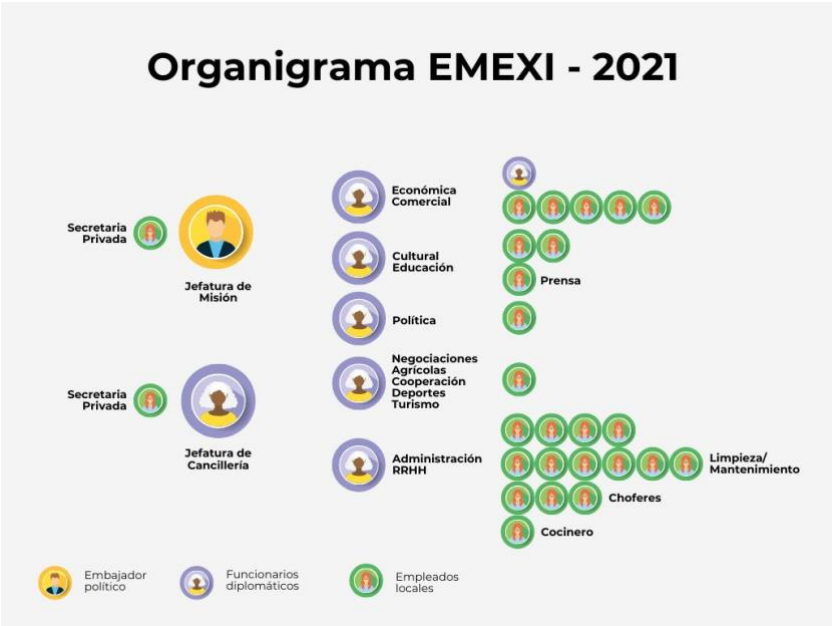 Organigrama EMEXI - 2021
Secretaria
Privada
Jefatura de
Misión
Secretaria
Privada
Jefatura de
Cancillería
Económica
Comercial
Cultural
Educación
Prensa
Política
Negociaciones
Agrícolas
Cooperación
Deportes
Turismo
Administración
RRHH
Limpieza/
Mantenimiento
Choferes
Cocinero
Embajador
político
Funcionarios
diplomáticos
Empleados
locales